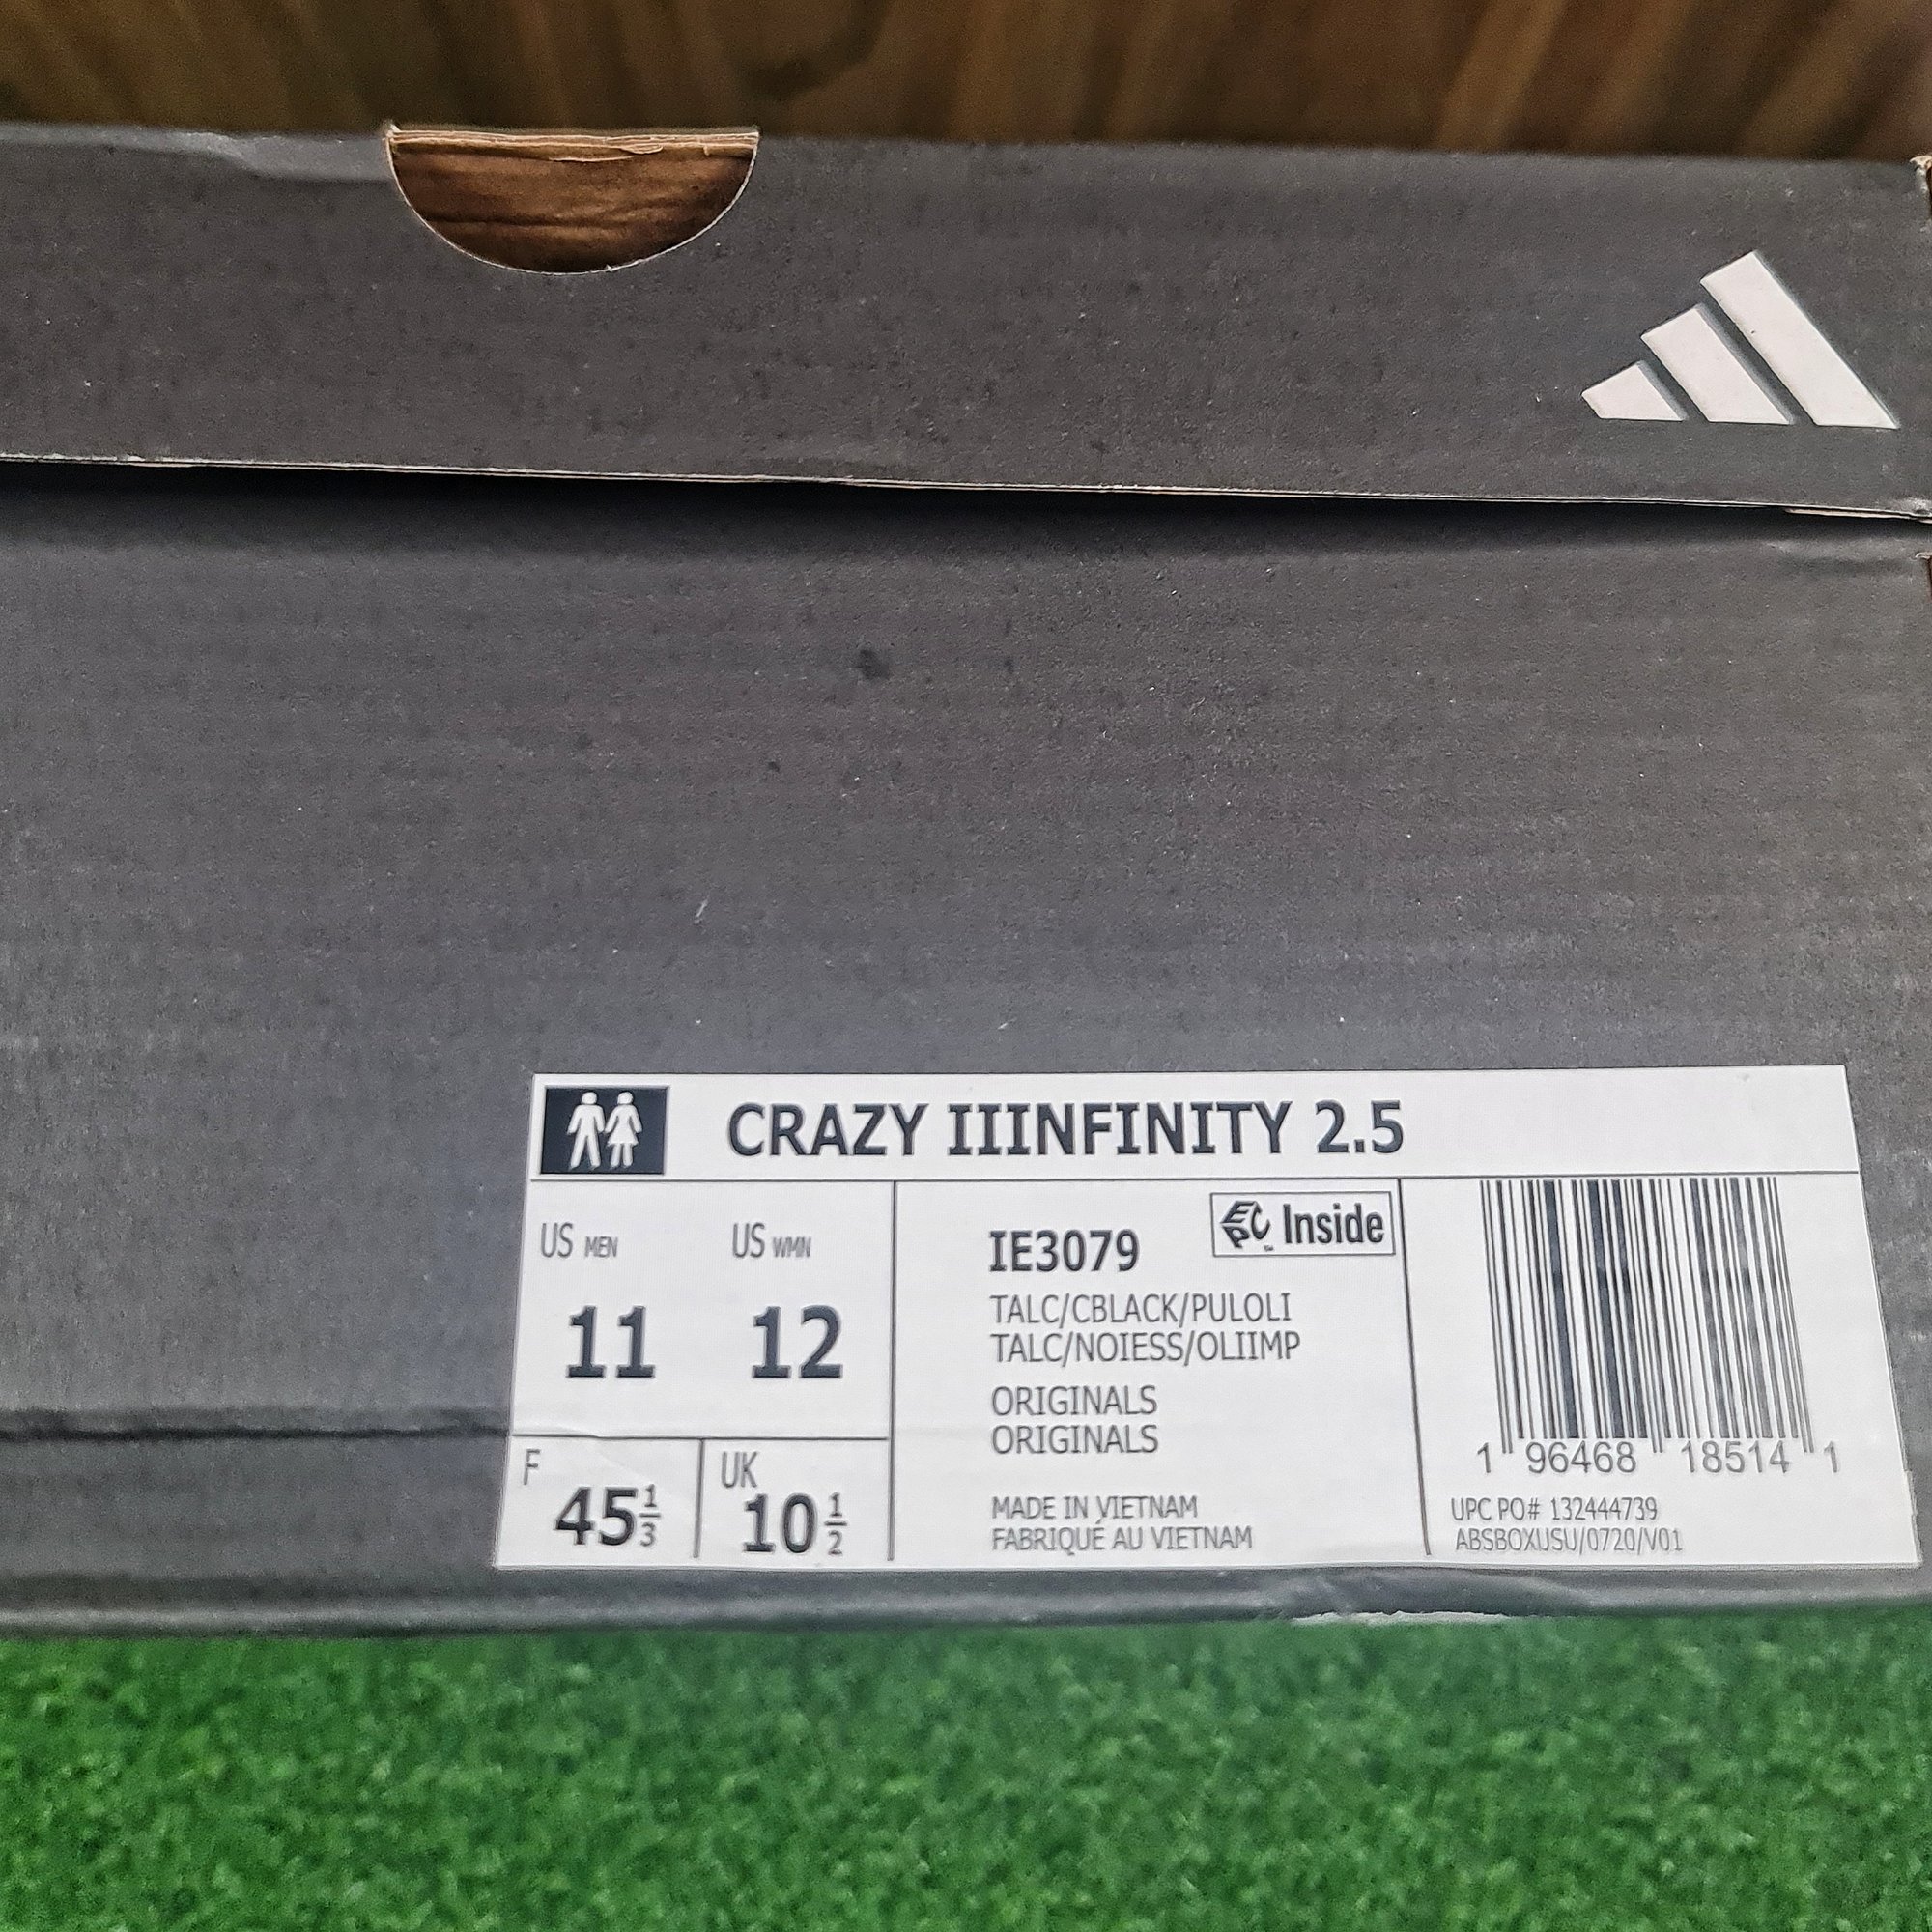 CRAZY IIINFINITY 2.5
US MEN
11
US WMN
12
F
45 1/3
UK
10 1/2
IE3079
EPC Inside
TALC/CBLACK/PULOLI
TALC/NOIESS/OLIIMP
ORIGINALS
ORIGINALS
MADE IN VIETNAM
FABRIQUÉ AU VIETNAM
1 96468 18514 1
UPC PO# 132444739
ABSBOXUSU/0720/V01